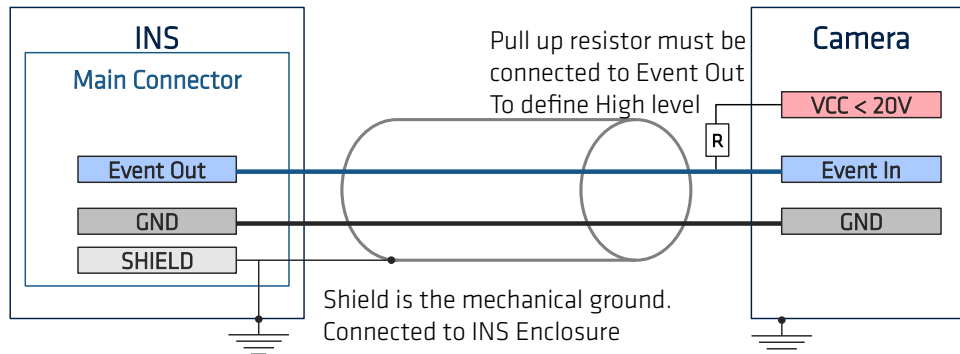 INS
Main Connector
Pull up resistor must be
connected to Event Out
To define High level
Camera
VCC < 20V
R
Event Out
Event In
GND
GND
SHIELD
Shield is the mechanical ground.
Connected to INS Enclosure